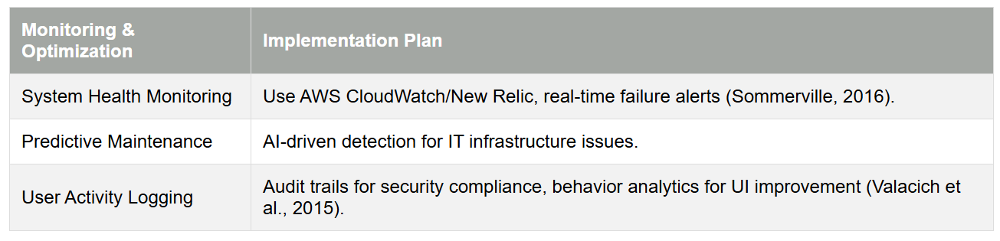 Monitoring &
Optimization
Implementation Plan
System Health Monitoring
Use AWS CloudWatch/New Relic, real-time failure alerts (Sommerville, 2016).
Predictive Maintenance
AI-driven detection for IT infrastructure issues.
User Activity Logging
Audit trails for security compliance, behavior analytics for UI improvement (Valacich et
al., 2015).